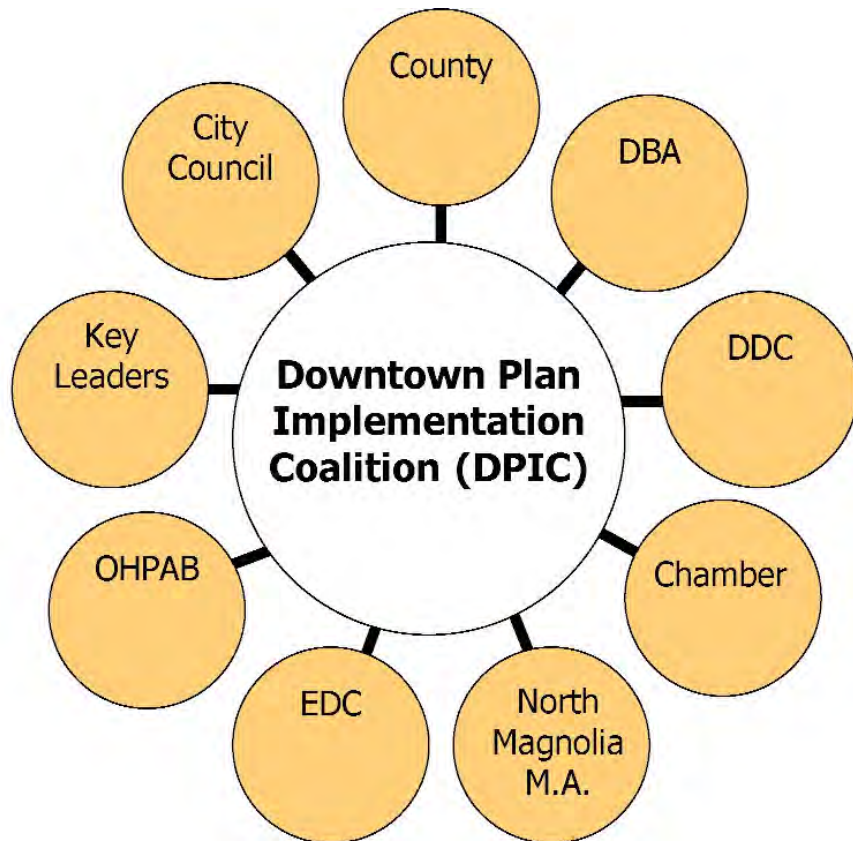 County
City
Council
DBA
Key
Leaders
Downtown Plan
Implementation
Coalition (DPIC)
DDC
OHPAB
Chamber
EDC
North
Magnolia
M.A.